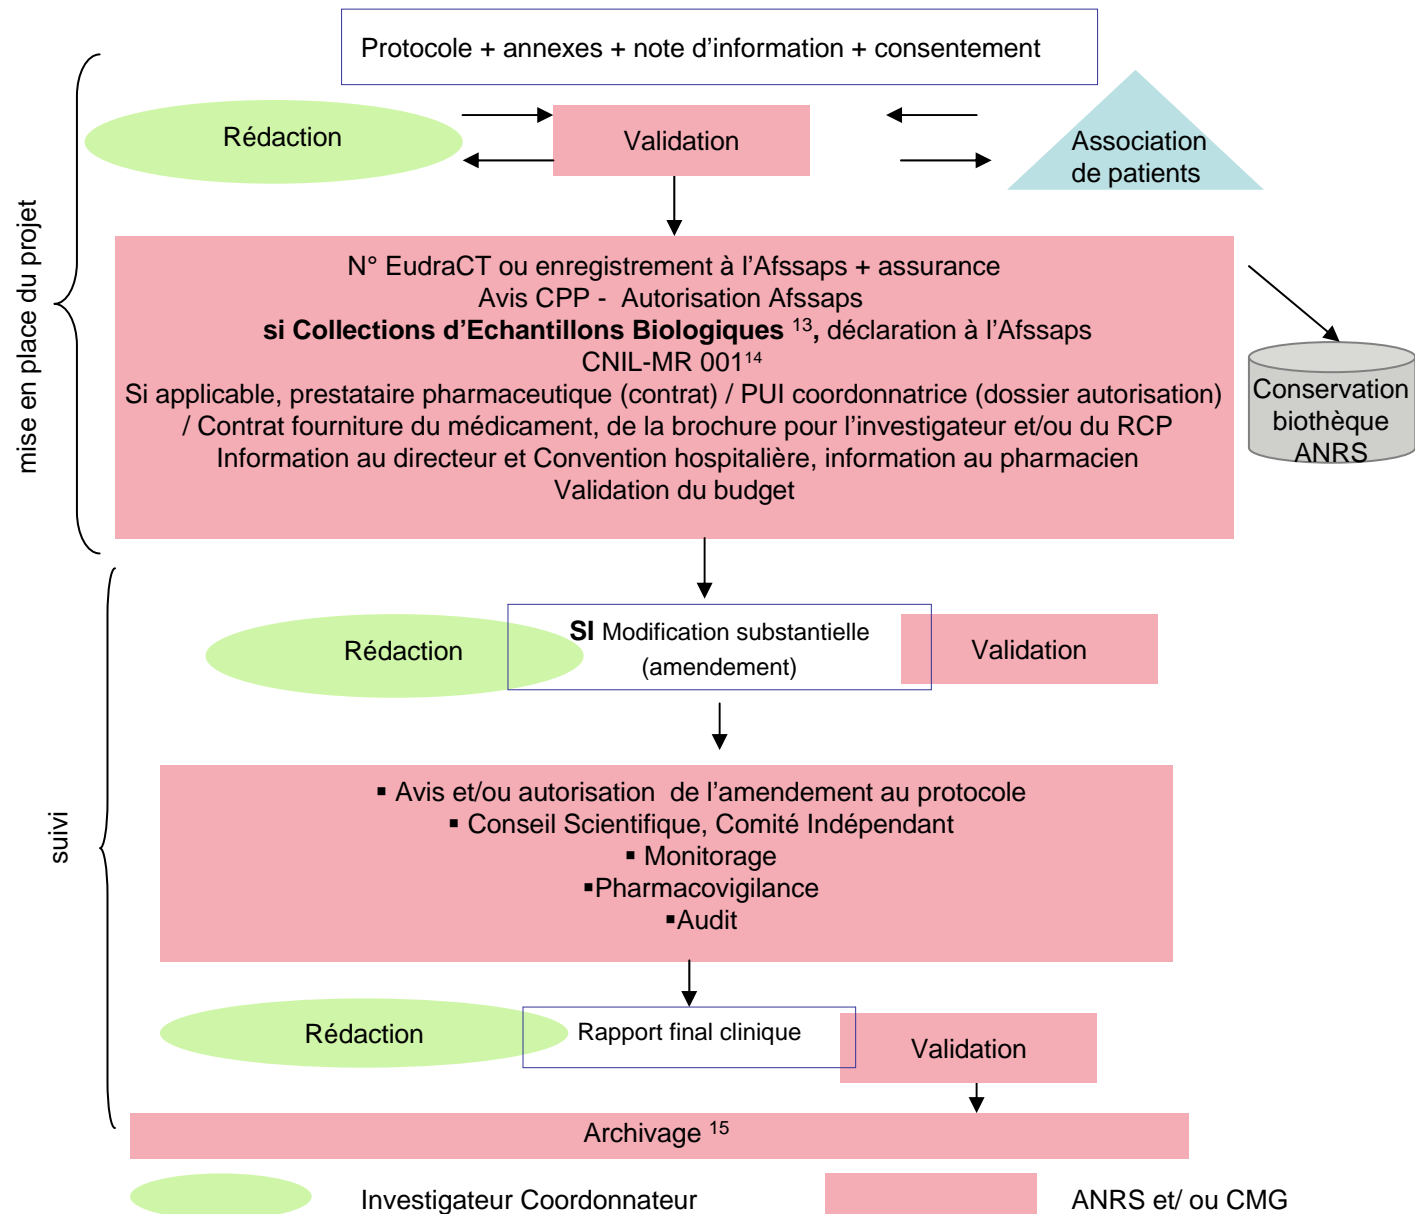 Protocole + annexes + note d’information + consentement
Rédaction
Validation
Association
de patients
mise en place du projet
N° EudraCT ou enregistrement à l’Afssaps + assurance
Avis CPP - Autorisation Afssaps
si Collections d’Echantillons Biologiques 13, déclaration à l’Afssaps
CNIL-MR 001 14
Si applicable, prestataire pharmaceutique (contrat) / PUI coordonnatrice (dossier autorisation)
/ Contrat fourniture du médicament, de la brochure pour l’investigateur et/ou du RCP
Information au directeur et Convention hospitalière, information au pharmacien
Validation du budget
Conservation
biothèque
ANRS
suivi
Rédaction
SI Modification substantielle
(amendement)
Validation
▪ Avis et/ou autorisation de l’amendement au protocole
▪ Conseil Scientifique, Comité Indépendant
▪ Monitorage
▪Pharmacovigilance
▪Audit
Rédaction
Rapport final clinique
Validation
Archivage 15
Investigateur Coordonnateur
ANRS et/ ou CMG